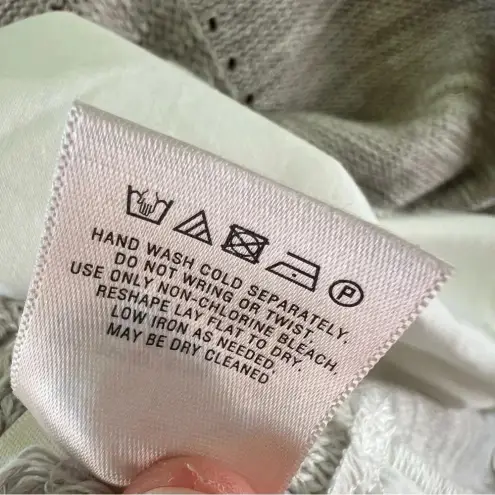 P
HAND WASH COLD SEPARATELY.
DO NOT WRING OR TWIST.
USE ONLY NON-CHLORINE BLEACH.
RESHAPE LAY FLAT TO DRY.
LOW IRON AS NEEDED.
MAY BE DRY CLEANED